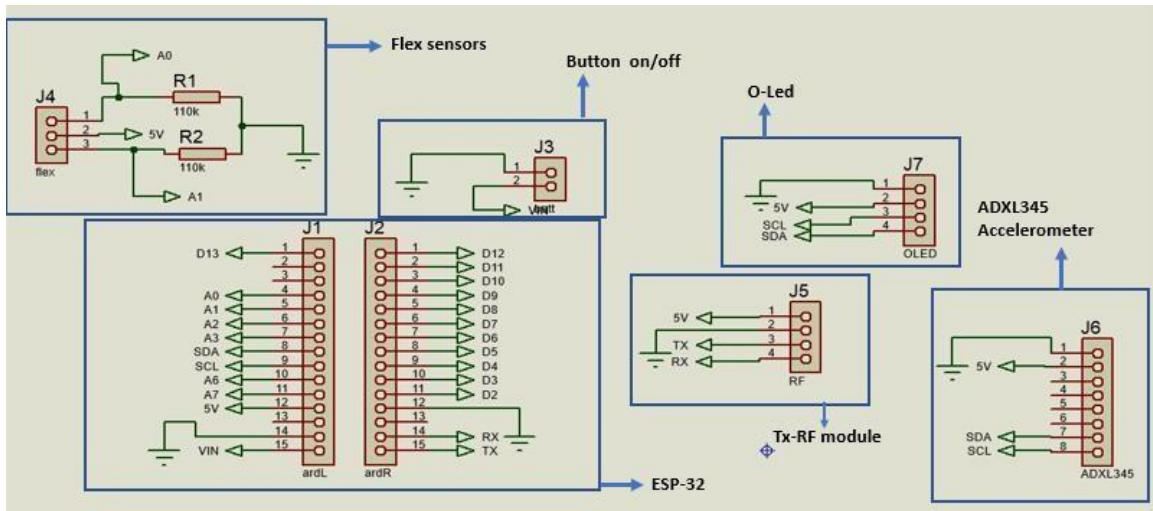 Flex sensors
A0
R1
110k
J4
1
2
3
5V
R2
110k
flex
A1
Button on/off
J3
1
2
VIN
butt
O-Led
J7
1
2
3
4
5V
SCL
SDA
OLED
ADXL345
Accelerometer
J1
J2
D13
1
2
3
A0
4
A1
5
A2
6
A3
7
SDA
8
SCL
9
A6
10
A7
11
5V
12
13
14
VIN
15
ardL
1
D12
2
D11
3
D10
4
D9
5
D8
6
D7
7
D6
8
D5
9
D4
10
D3
11
D2
12
13
14
RX
15
TX
ardR
ESP-32
J5
5V
1
2
TX
3
RX
4
RF
Tx-RF module
J6
1
5V
2
3
4
5
6
SDA
7
SCL
8
ADXL345